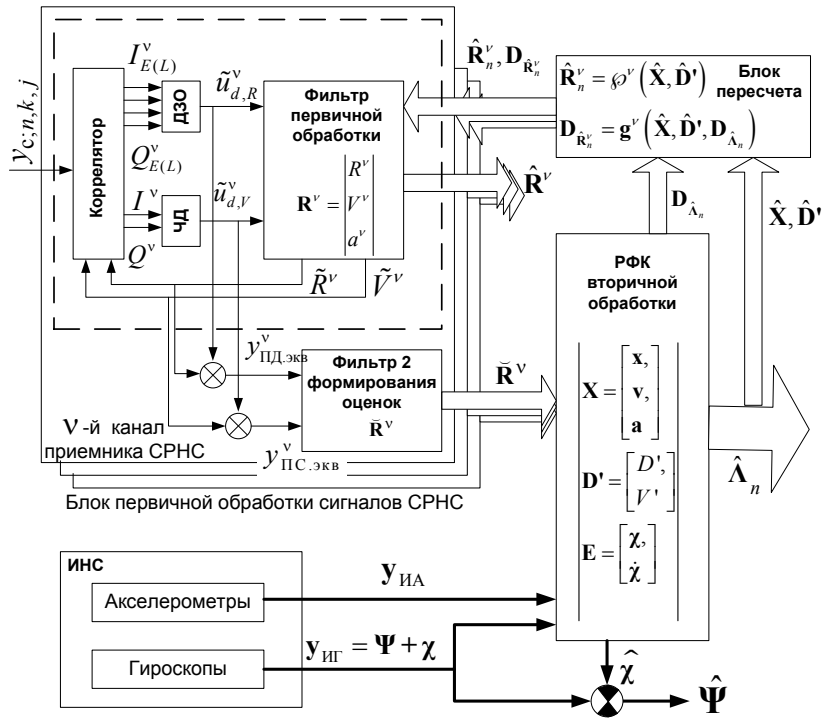 y_{с;n,k,j}
Коррелятор
I^ν_{E(L)}
Q^ν_{E(L)}
I^ν
Q^ν
ДЗО
ЧД
ũ^ν_{d,R}
ũ^ν_{d,V}
Фильтр
первичной
обработки
R^ν = | R^ν V^ν a^ν |
R̃^ν
Ṽ^ν
R̂^ν_n, D_{R̂^ν_n}
R̂^ν
y^ν_{ПД.экв}
y^ν_{ПС.экв}
Фильтр 2
формирования
оценок
R̆^ν
R̆^ν
ν-й канал
приемника СРНС
Блок первичной обработки сигналов СРНС
R̂^ν_n = ℘^ν(X̂, D̂')
Блок
пересчета
D_{R̂^ν_n} = g^ν(X̂, D̂', D_{Λ̂_n})
D_{Λ̂_n}
X̂, D̂'
РФК
вторичной
обработки
X = [x, v, a]
D' = [D', V']
E = [χ, χ̇]
Λ̂_n
ИНС
Акселерометры
y_{ИА}
Гироскопы
y_{ИГ} = Ψ + χ
χ̂
Ψ̂